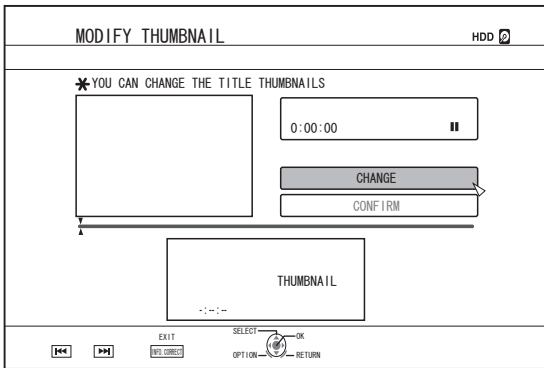 MODIFY THUMBNAIL
HDD
*YOU CAN CHANGE THE TITLE THUMBNAILS
0:00:00
CHANGE
CONFIRM
THUMBNAIL
-:--:--
EXIT
INFO. CORRECT
SELECT
OK
OPTION
RETURN